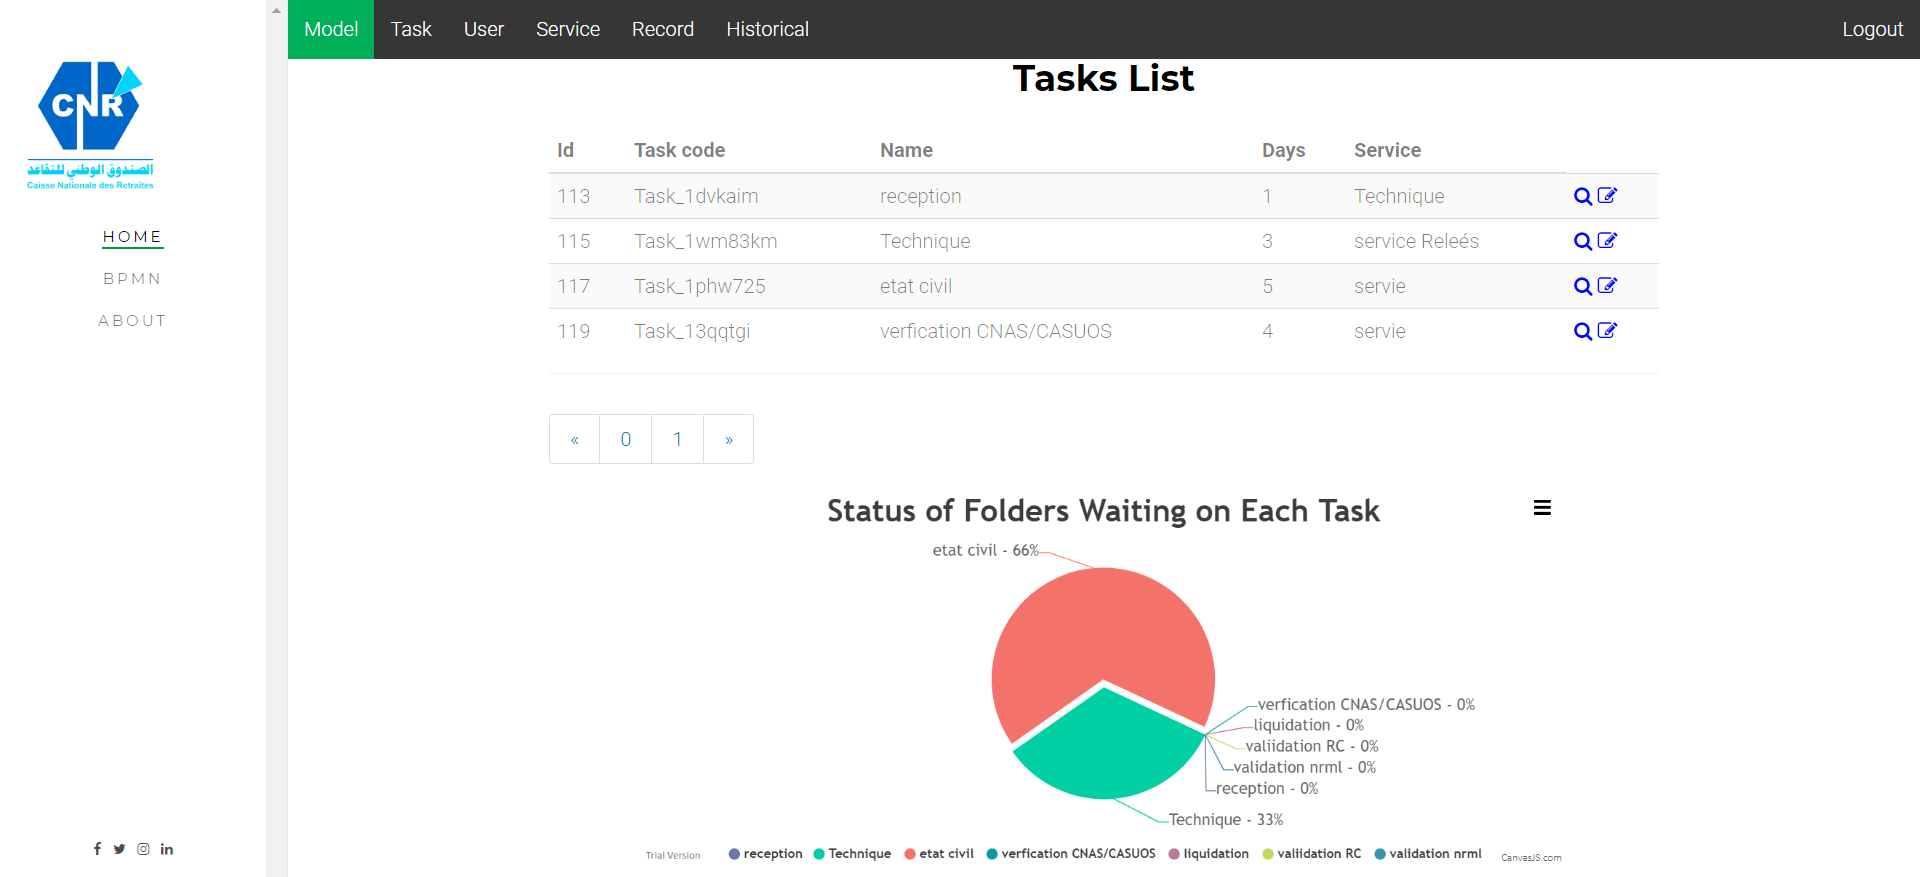 CNR
الصندوق الوطني للتقاعد
Caisse Nationale des Retraites
HOME
BPMN
ABOUT
Model Task User Service Record Historical Logout
Tasks List
Id Task code Name Days Service
113 Task_1dvkaim reception 1 Technique
115 Task_1wm83km Technique 3 service Releés
117 Task_1phw725 etat civil 5 servie
119 Task_13qqtgi verfication CNAS/CASUOS 4 servie
« 0 1 »
Status of Folders Waiting on Each Task
etat civil - 66%
verfication CNAS/CASUOS - 0%
liquidation - 0%
valiidation RC - 0%
validation nrml - 0%
reception - 0%
Technique - 33%
Trial Version reception Technique etat civil verfication CNAS/CASUOS liquidation valiidation RC validation nrml CanvasJS.com